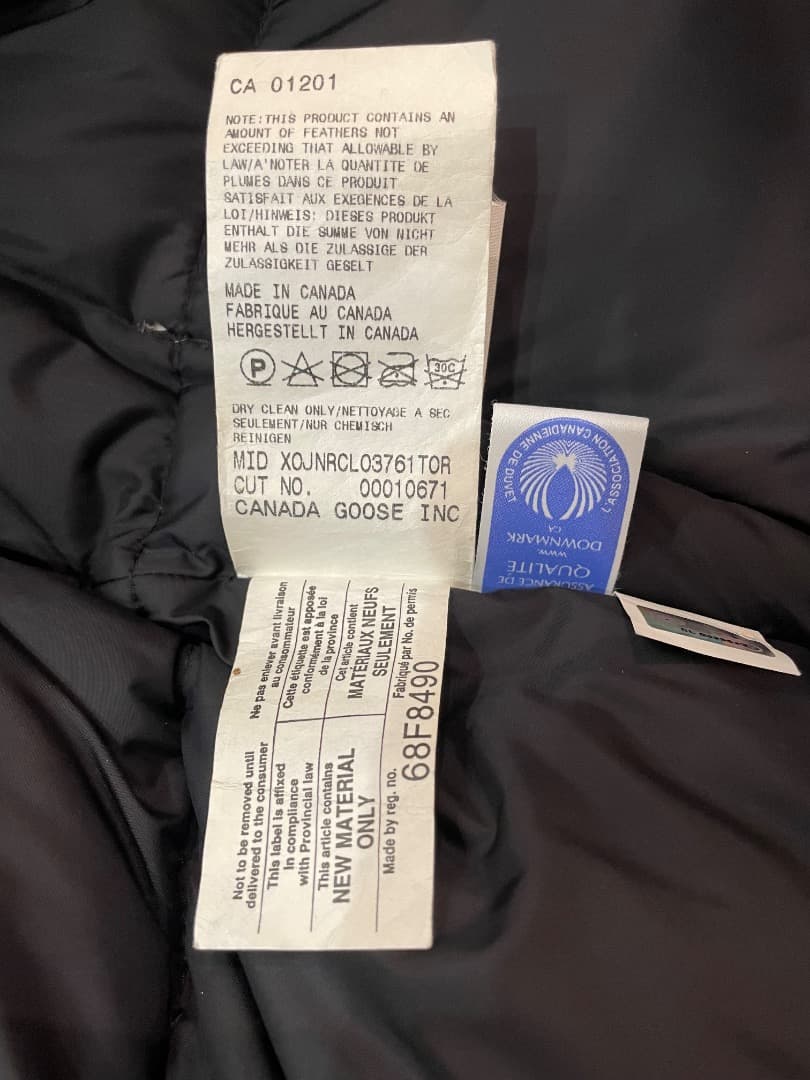 CA 01201
NOTE:THIS PRODUCT CONTAINS AN
AMOUNT OF FEATHERS NOT
EXCEEDING THAT ALLOWABLE BY
LAW/A'NOTER LA QUANTITE DE
PLUMES DANS CE PRODUIT
SATISFAIT AUX EXEGENCES DE LA
LOI/HINWEIS: DIESES PRODUKT
ENTHALT DIE SUMME VON NICHT
MEHR ALS DIE ZULASSIGE DER
ZULASSIGKEIT GESELT
MADE IN CANADA
FABRIQUE AU CANADA
HERGESTELLT IN CANADA
P
30C
DRY CLEAN ONLY/NETTOYAGE A SEC
SEULEMENT/NUR CHEMISCH
REINIGEN
MID XOJNRCLO3761TOR
CUT NO. 00010671
CANADA GOOSE INC
L'ASSOCIATION CANADIENNE DE DUVET
CA
DOWNMARK
www.
QUALITÉ
ASSURANCE DE
Not to be removed until
delivered to the consumer
This label is affixed
in compliance
with Provincial law
This article contains
NEW MATERIAL
ONLY
Made by reg. no.
Ne pas enlever avant livraison
au consommateur
Cette étiquette est apposée
conformément à la loi
de la province
Cet article contient
MATÉRIAUX NEUFS
SEULEMENT
Fabriqué par No. de permis
68F8490